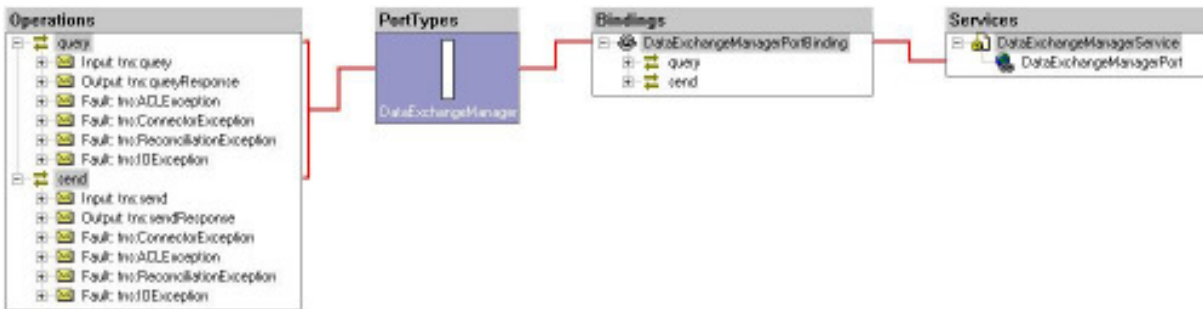 Operations
query
Input: tns:query
Output: tns:queryResponse
Fault: tns:ACLException
Fault: tns:ConnectorException
Fault: tns:ReconciliationException
Fault: tns:IOException
send
Input: tns:send
Output: tns:sendResponse
Fault: tns:ConnectorException
Fault: tns:ACLException
Fault: tns:ReconciliationException
Fault: tns:IOException
PortTypes
DataExchangeManager
Bindings
DataExchangeManagerPortBinding
query
send
Services
DataExchangeManagerService
DataExchangeManagerPort